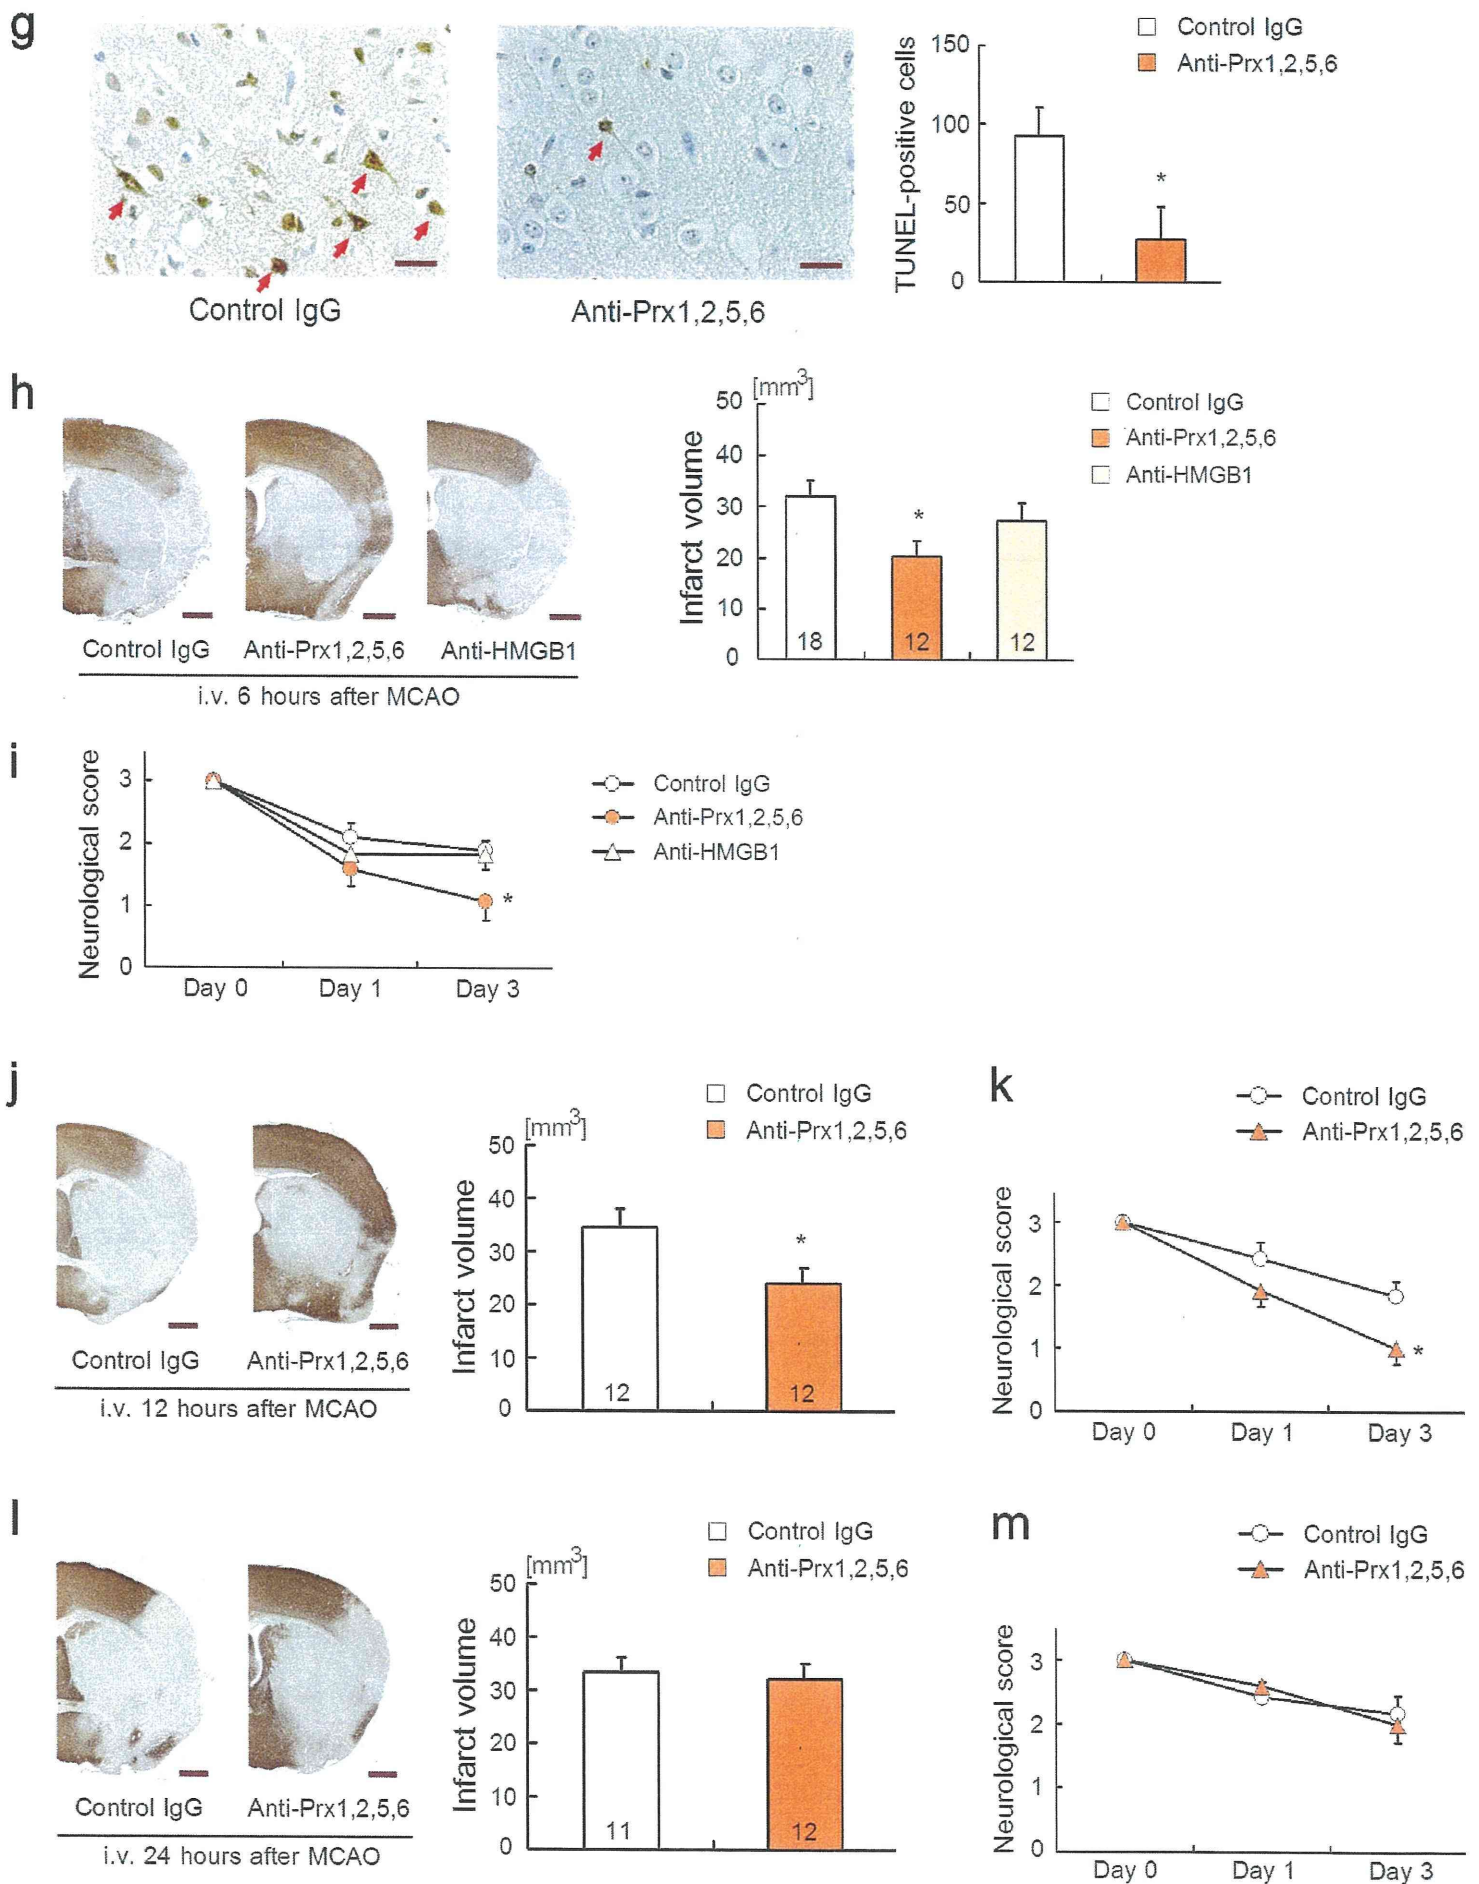 g
Control IgG
Anti-Prx1,2,5,6
TUNEL-positive cells
150
100
50
0
*
Control IgG
Anti-Prx1,2,5,6
h
Control IgG
Anti-Prx1,2,5,6
Anti-HMGB1
i.v. 6 hours after MCAO
[mm3]
Infarct volume
50
40
30
20
10
0
*
18
12
12
Control IgG
Anti-Prx1,2,5,6
Anti-HMGB1
i
Neurological score
3
2
1
0
*
Day 0
Day 1
Day 3
Control IgG
Anti-Prx1,2,5,6
Anti-HMGB1
j
Control IgG
Anti-Prx1,2,5,6
i.v. 12 hours after MCAO
[mm3]
Infarct volume
50
40
30
20
10
0
*
12
12
Control IgG
Anti-Prx1,2,5,6
k
Control IgG
Anti-Prx1,2,5,6
Neurological score
3
2
1
0
*
Day 0
Day 1
Day 3
l
Control IgG
Anti-Prx1,2,5,6
i.v. 24 hours after MCAO
[mm3]
Infarct volume
50
40
30
20
10
0
11
12
Control IgG
Anti-Prx1,2,5,6
m
Control IgG
Anti-Prx1,2,5,6
Neurological score
3
2
1
0
Day 0
Day 1
Day 3